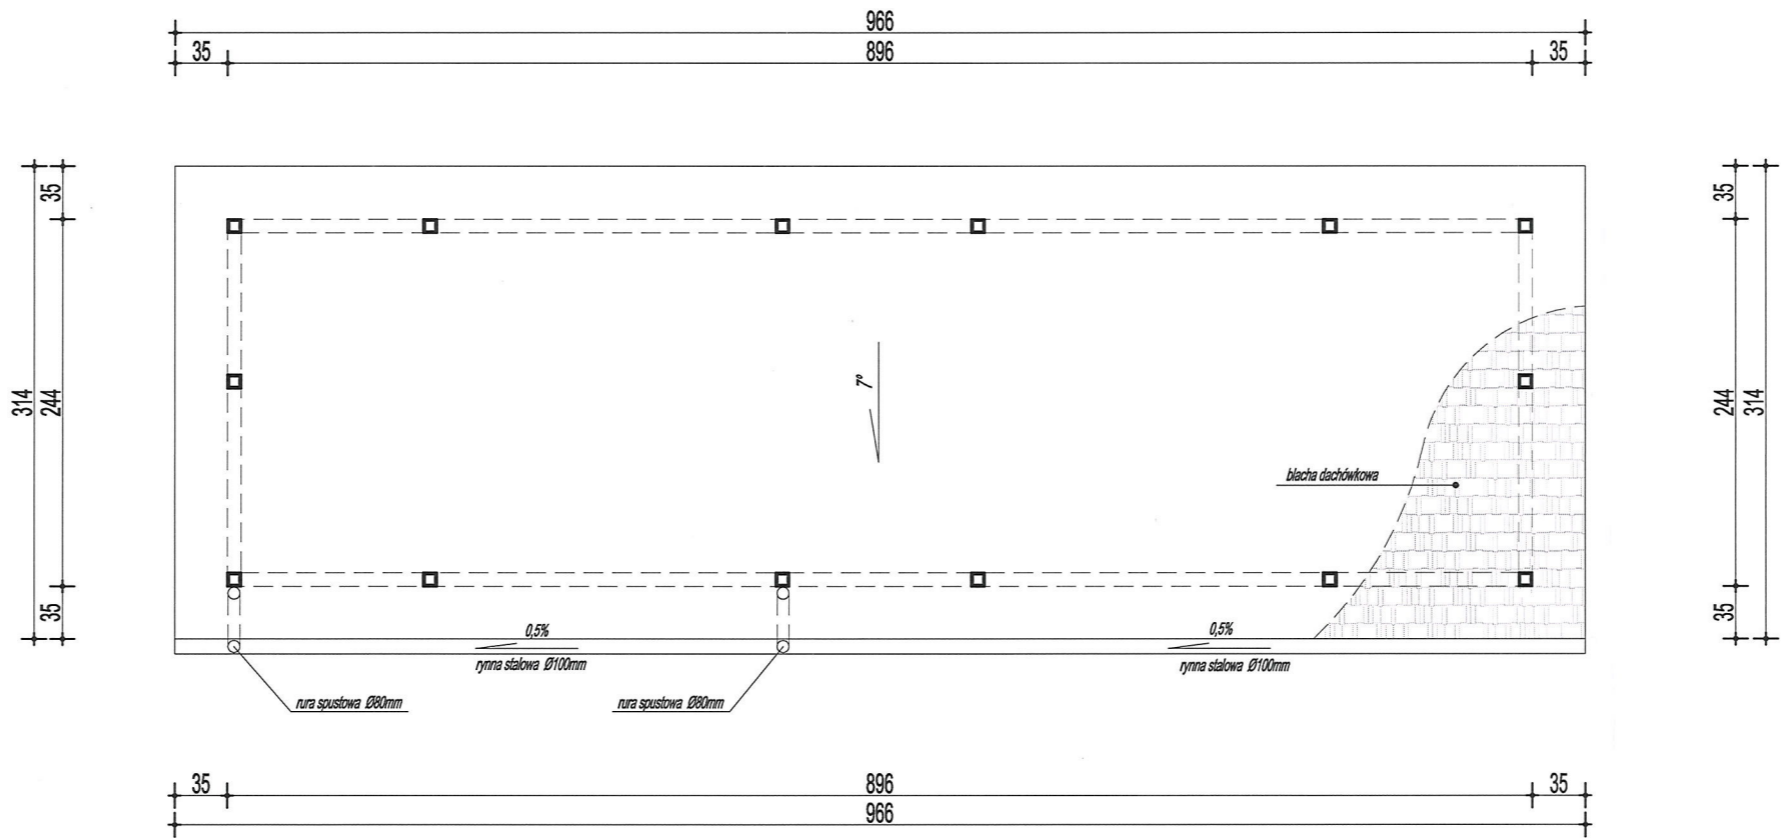 966
35 896 35
35 35
314 244 244 314
7°
blacha dachówkowa
35 35
0,5% 0,5%
rynna stalowa Ø100mm rynna stalowa Ø100mm
rura spustowa Ø80mm rura spustowa Ø80mm
35 896 35
966